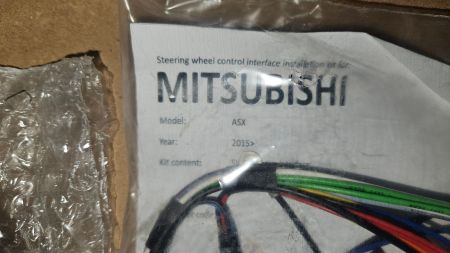 Steering wheel control interface installation kit for:
MITSUBISHI
Model: ASX
Year: 2015>
Kit content: